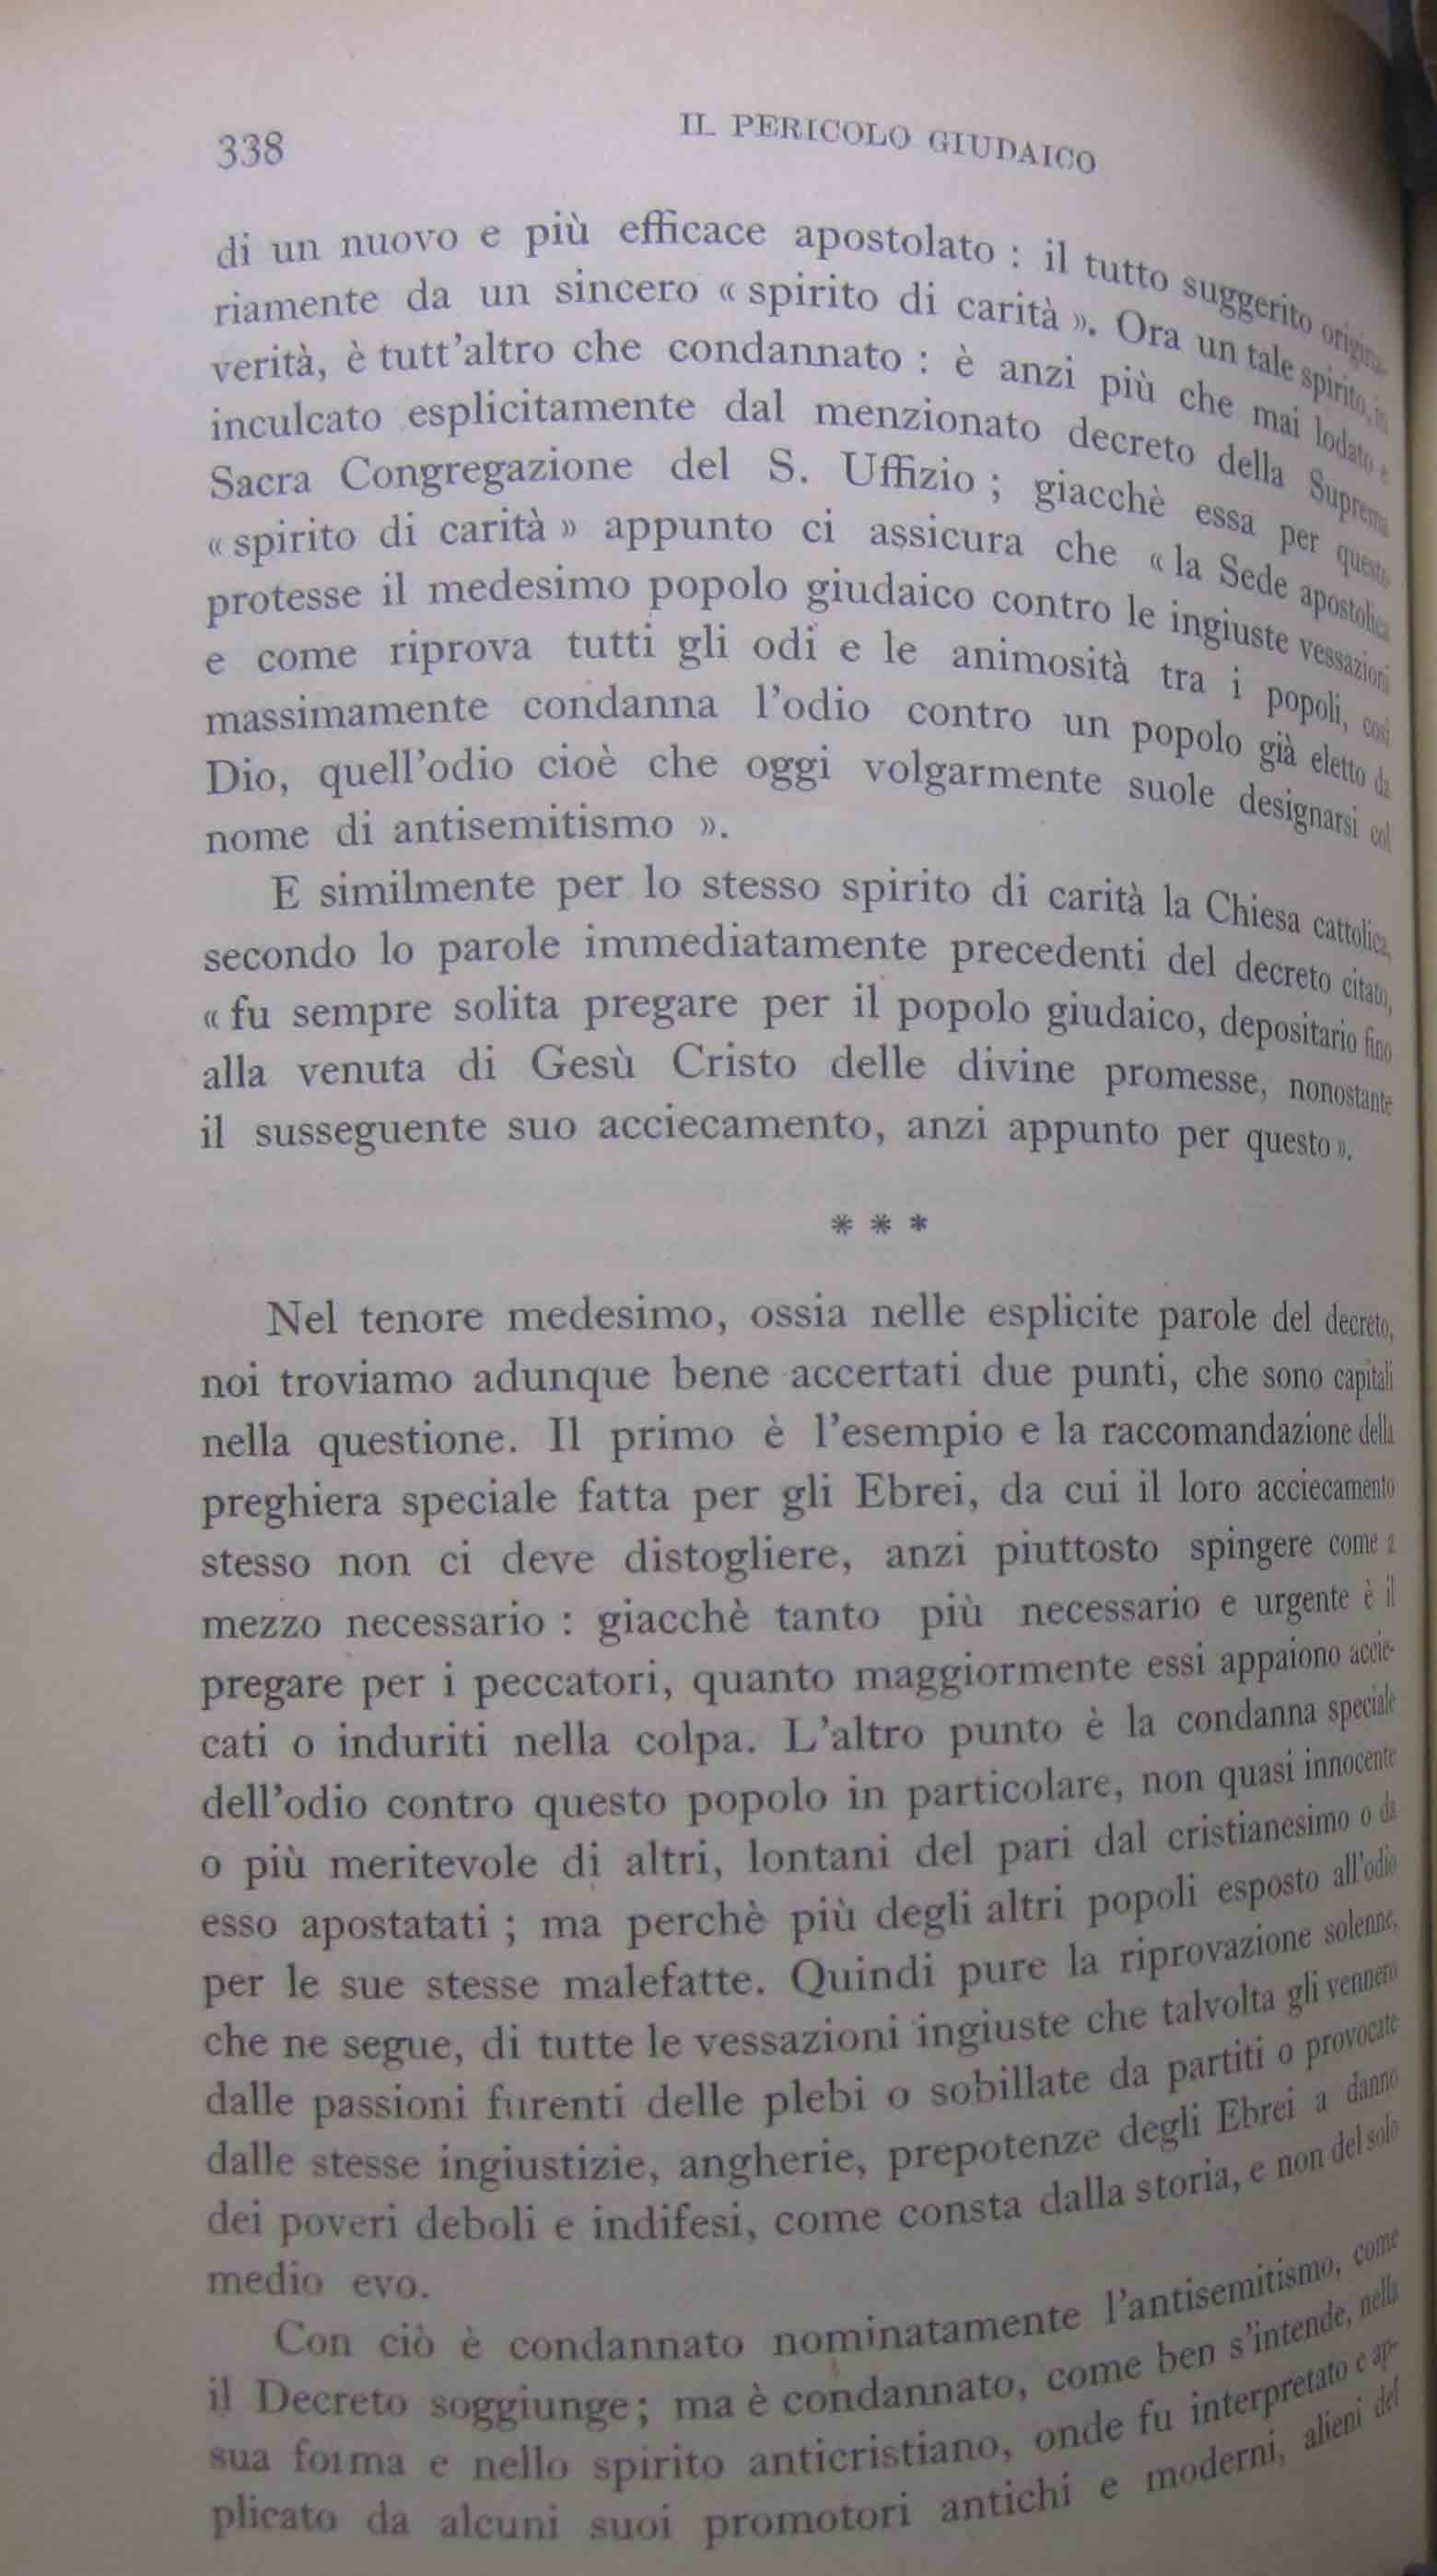 338
IL PERICOLO GIUDAICO
di un nuovo e più efficace apostolato : il tutto suggerito origina-
riamente da un sincero « spirito di carità ». Ora un tale spirito, in
verità, è tutt'altro che condannato : è anzi più che mai lodato e
inculcato esplicitamente dal menzionato decreto della Suprema
Sacra Congregazione del S. Uffizio ; giacchè essa per questo
« spirito di carità » appunto ci assicura che « la Sede apostolica
protesse il medesimo popolo giudaico contro le ingiuste vessazioni
e come riprova tutti gli odi e le animosità tra i popoli, così
massimamente condanna l'odio contro un popolo già eletto da
Dio, quell'odio cioè che oggi volgarmente suole designarsi col
nome di antisemitismo ».
E similmente per lo stesso spirito di carità la Chiesa cattolica,
secondo lo parole immediatamente precedenti del decreto citato,
« fu sempre solita pregare per il popolo giudaico, depositario fino
alla venuta di Gesù Cristo delle divine promesse, nonostante
il susseguente suo acciecamento, anzi appunto per questo ».
* * *
Nel tenore medesimo, ossia nelle esplicite parole del decreto,
noi troviamo adunque bene accertati due punti, che sono capitali
nella questione. Il primo è l'esempio e la raccomandazione della
preghiera speciale fatta per gli Ebrei, da cui il loro acciecamento
stesso non ci deve distogliere, anzi piuttosto spingere come a
mezzo necessario : giacchè tanto più necessario e urgente è il
pregare per i peccatori, quanto maggiormente essi appaiono accie-
cati o induriti nella colpa. L'altro punto è la condanna speciale
dell'odio contro questo popolo in particolare, non quasi innocente
o più meritevole di altri, lontani del pari dal cristianesimo o da
esso apostatati ; ma perchè più degli altri popoli esposto all'odio
per le sue stesse malefatte. Quindi pure la riprovazione solenne,
che ne segue, di tutte le vessazioni ingiuste che talvolta gli vennero
dalle passioni furenti delle plebi o sobillate da partiti o provocate
dalle stesse ingiustizie, angherie, prepotenze degli Ebrei a danno
dei poveri deboli e indifesi, come consta dalla storia, e non del solo
medio evo.
Con ciò è condannato nominatamente l'antisemitismo, come
il Decreto soggiunge ; ma è condannato, come ben s'intende, nella
sua forma e nello spirito anticristiano, onde fu interpretato e ap-
plicato da alcuni suoi promotori antichi e moderni, alieni del